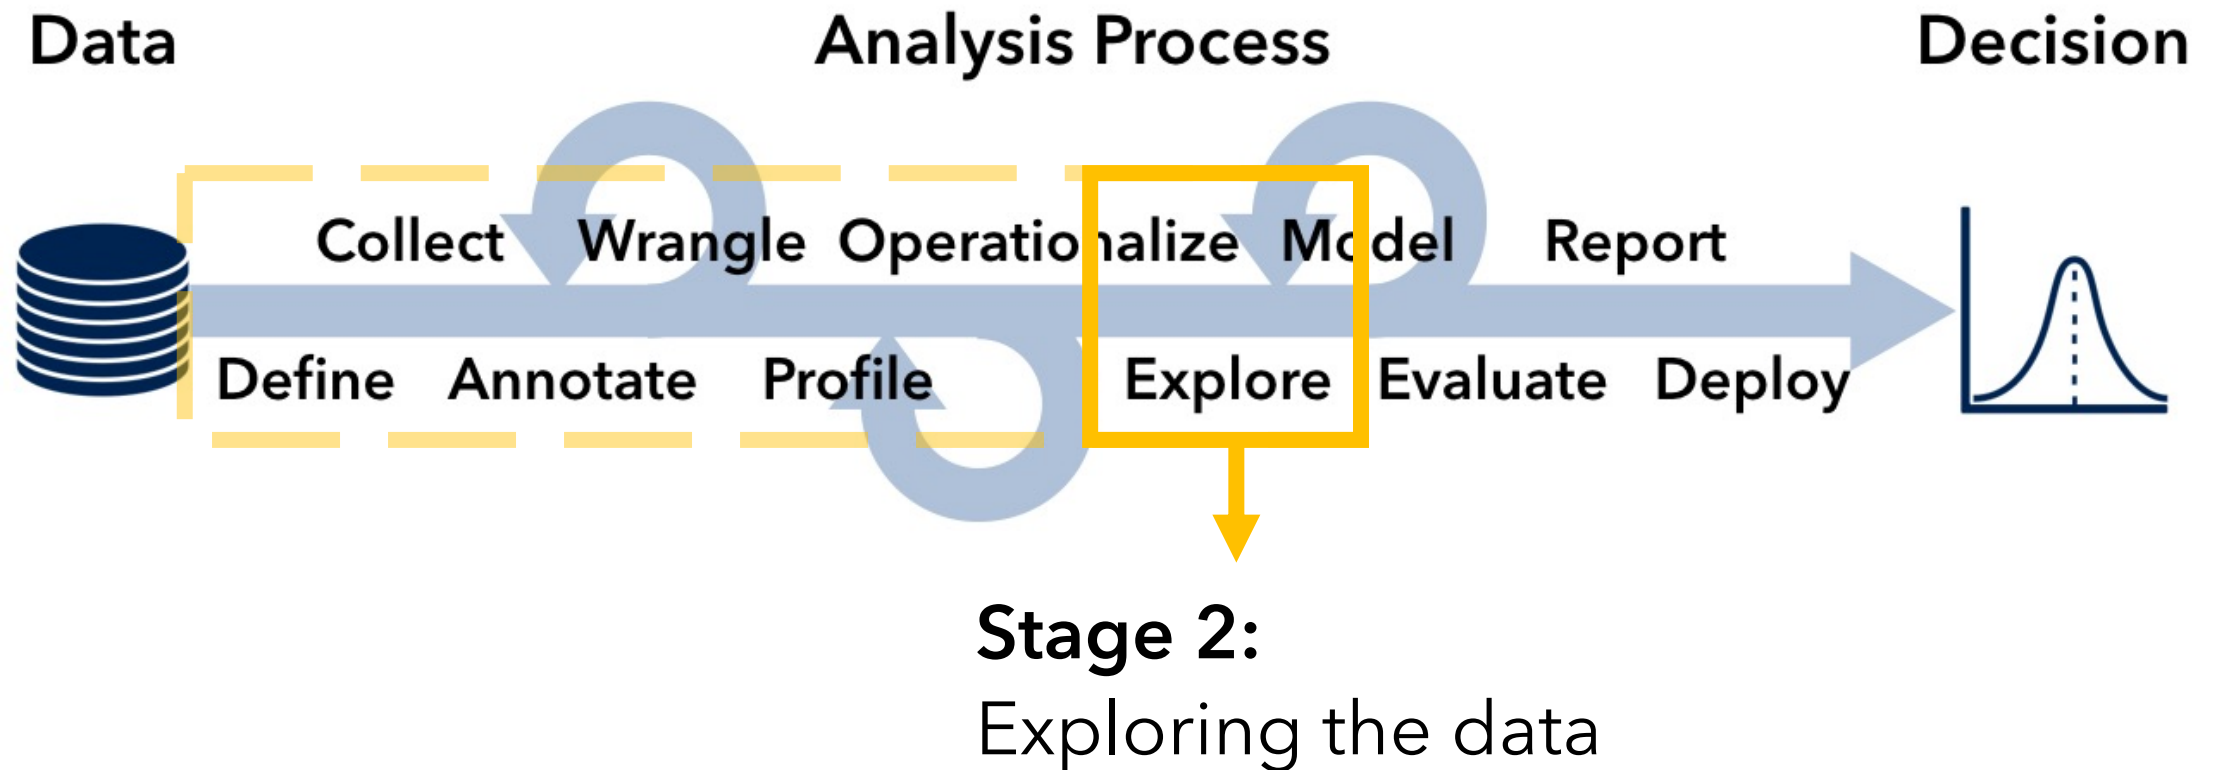 Data Analysis Process Decision
Collect Wrangle Operationalize Model Report
Define Annotate Profile Explore Evaluate Deploy
Stage 2:
Exploring the data